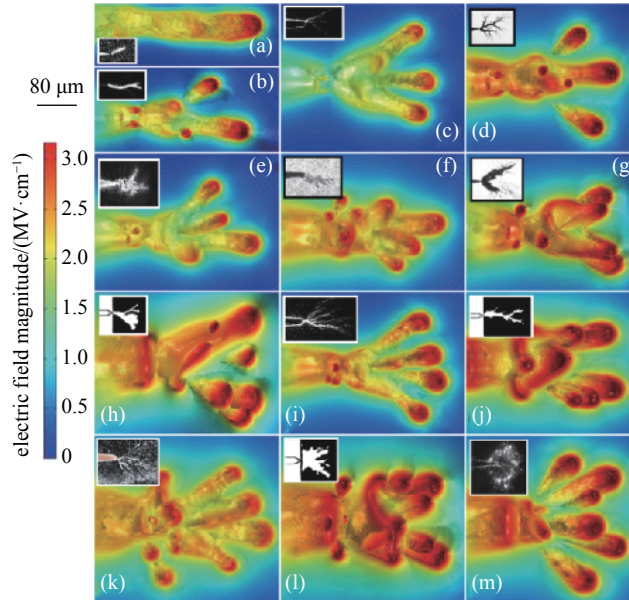 (a)
(b)
80 μm
(c)
(d)
electric field magnitude/(MV·cm⁻¹)
3.0
2.5
2.0
1.5
1.0
0.5
0
(e)
(f)
(g)
(h)
(i)
(j)
(k)
(l)
(m)